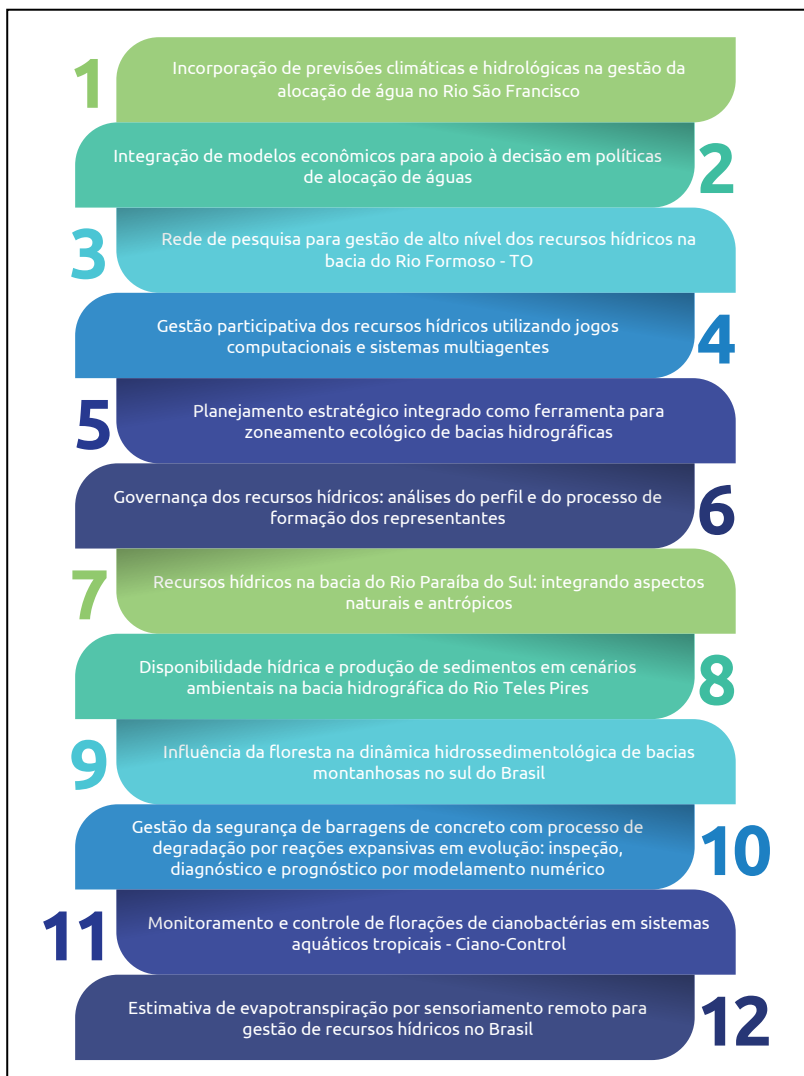 1
Incorporação de previsões climáticas e hidrológicas na gestão da
alocação de água no Rio São Francisco
Integração de modelos econômicos para apoio à decisão em políticas
de alocação de águas
2
3
Rede de pesquisa para gestão de alto nível dos recursos hídricos na
bacia do Rio Formoso - TO
Gestão participativa dos recursos hídricos utilizando jogos
computacionais e sistemas multiagentes
4
5
Planejamento estratégico integrado como ferramenta para
zoneamento ecológico de bacias hidrográficas
Governança dos recursos hídricos: análises do perfil e do processo de
formação dos representantes
6
7
Recursos hídricos na bacia do Rio Paraíba do Sul: integrando aspectos
naturais e antrópicos
Disponibilidade hídrica e produção de sedimentos em cenários
ambientais na bacia hidrográfica do Rio Teles Pires
8
9
Influência da floresta na dinâmica hidrossedimentológica de bacias
montanhosas no sul do Brasil
Gestão da segurança de barragens de concreto com processo de
degradação por reações expansivas em evolução: inspeção,
diagnóstico e prognóstico por modelamento numérico
10
11
Monitoramento e controle de florações de cianobactérias em sistemas
aquáticos tropicais - Ciano-Control
Estimativa de evapotranspiração por sensoriamento remoto para
gestão de recursos hídricos no Brasil
12